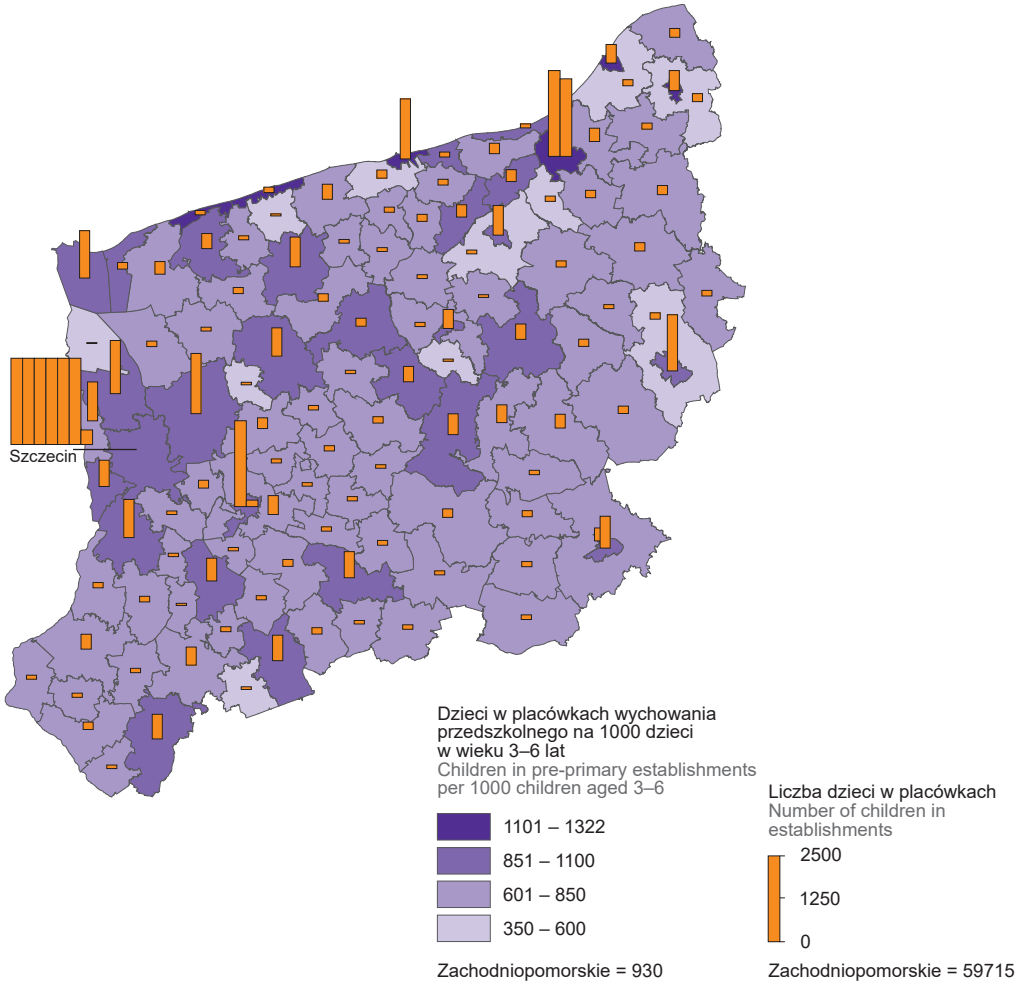 Szczecin
Dzieci w placówkach wychowania
przedszkolnego na 1000 dzieci
w wieku 3–6 lat
Children in pre-primary establishments
per 1000 children aged 3–6
1101 – 1322
851 – 1100
601 – 850
350 – 600
Zachodniopomorskie = 930
Liczba dzieci w placówkach
Number of children in
establishments
2500
1250
0
Zachodniopomorskie = 59715